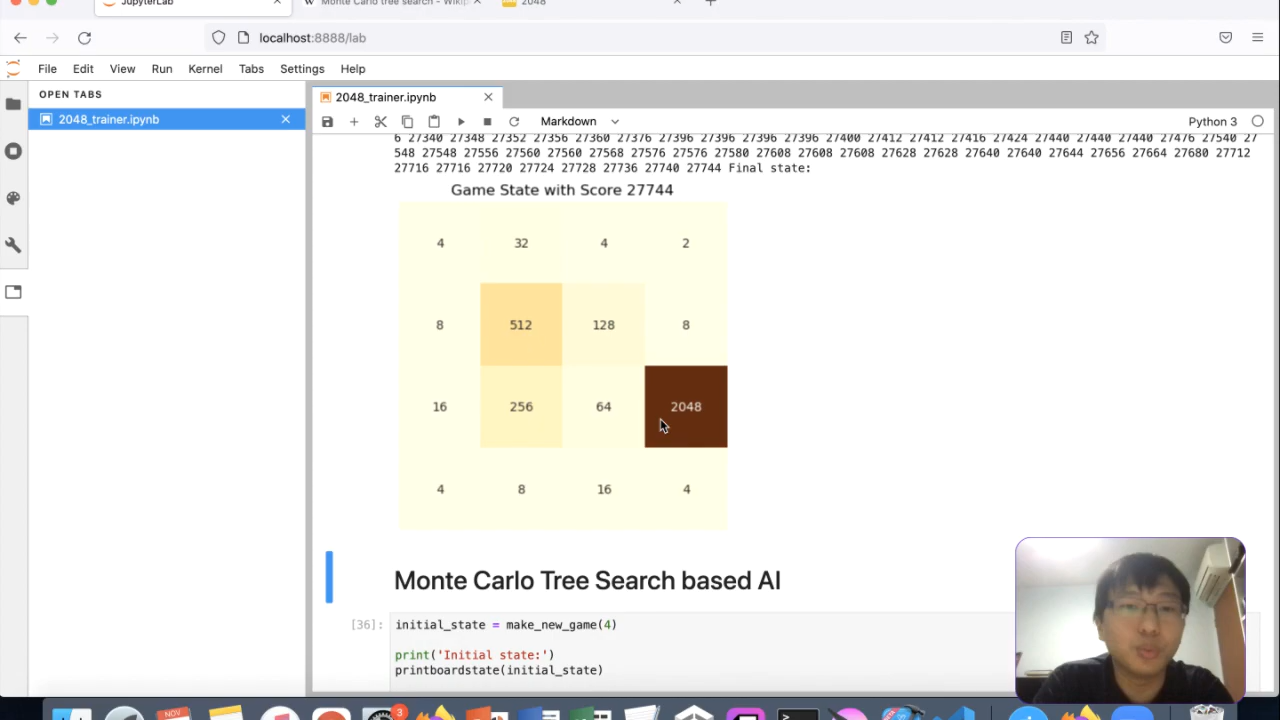 JupyterLab
Monte Carlo tree search - Wikip
2048
localhost:8888/lab
File Edit View Run Kernel Tabs Settings Help
OPEN TABS
2048_trainer.ipynb
2048_trainer.ipynb
Markdown
Python 3
6 27340 27348 27352 27356 27360 27376 27396 27396 27396 27396 27400 27412 27412 27416 27424 27440 27440 27440 27476 27540 27
548 27548 27556 27560 27560 27568 27576 27576 27580 27608 27608 27608 27628 27628 27640 27640 27644 27656 27664 27680 27712
27716 27716 27720 27724 27728 27736 27740 27744 Final state:
Game State with Score 27744
4 32 4 2
8 512 128 8
16 256 64 2048
4 8 16 4
Monte Carlo Tree Search based AI
[36]:
initial_state = make_new_game(4)
print('Initial state:')
printboardstate(initial_state)
NOV
3